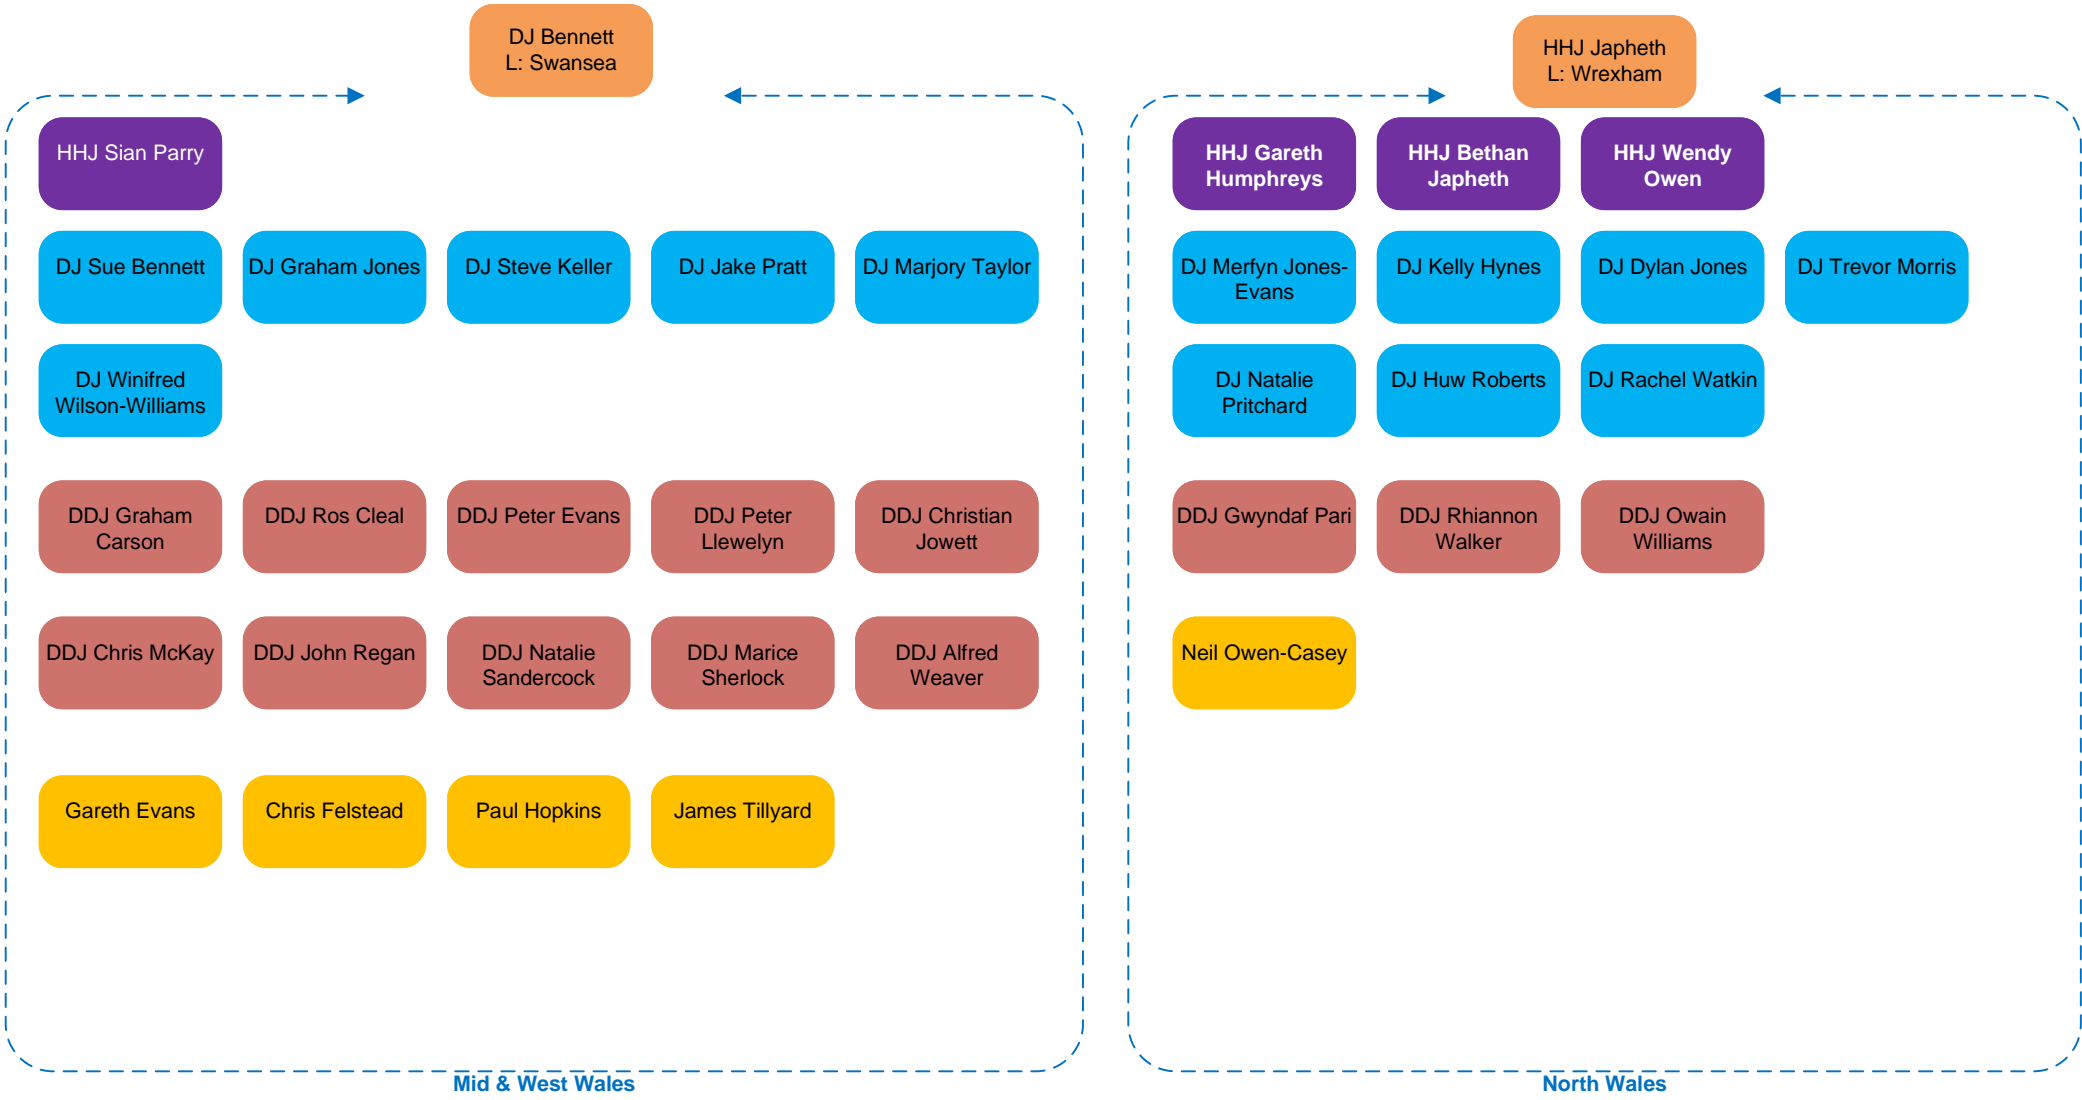 DJ Bennett
L: Swansea
HHJ Sian Parry
DJ Sue Bennett
DJ Graham Jones
DJ Steve Keller
DJ Jake Pratt
DJ Marjory Taylor
DJ Winifred
Wilson-Williams
DDJ Graham
Carson
DDJ Ros Cleal
DDJ Peter Evans
DDJ Peter
Llewelyn
DDJ Christian
Jowett
DDJ Chris McKay
DDJ John Regan
DDJ Natalie
Sandercock
DDJ Marice
Sherlock
DDJ Alfred
Weaver
Gareth Evans
Chris Felstead
Paul Hopkins
James Tillyard
Mid & West Wales
HHJ Japheth
L: Wrexham
HHJ Gareth
Humphreys
HHJ Bethan
Japheth
HHJ Wendy
Owen
DJ Merfyn Jones-
Evans
DJ Kelly Hynes
DJ Dylan Jones
DJ Trevor Morris
DJ Natalie
Pritchard
DJ Huw Roberts
DJ Rachel Watkin
DDJ Gwyndaf Pari
DDJ Rhiannon
Walker
DDJ Owain
Williams
Neil Owen-Casey
North Wales